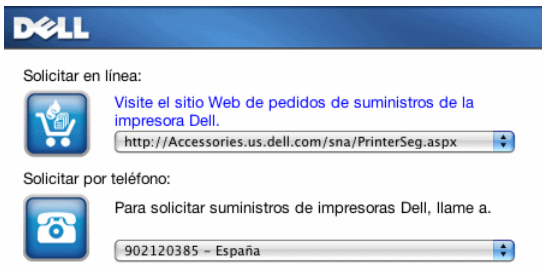 DELL
Solicitar en línea:
Visite el sitio Web de pedidos de suministros de la
impresora Dell.
http://Accessories.us.dell.com/sna/PrinterSeg.aspx
Solicitar por teléfono:
Para solicitar suministros de impresoras Dell, llame a.
902120385 – España